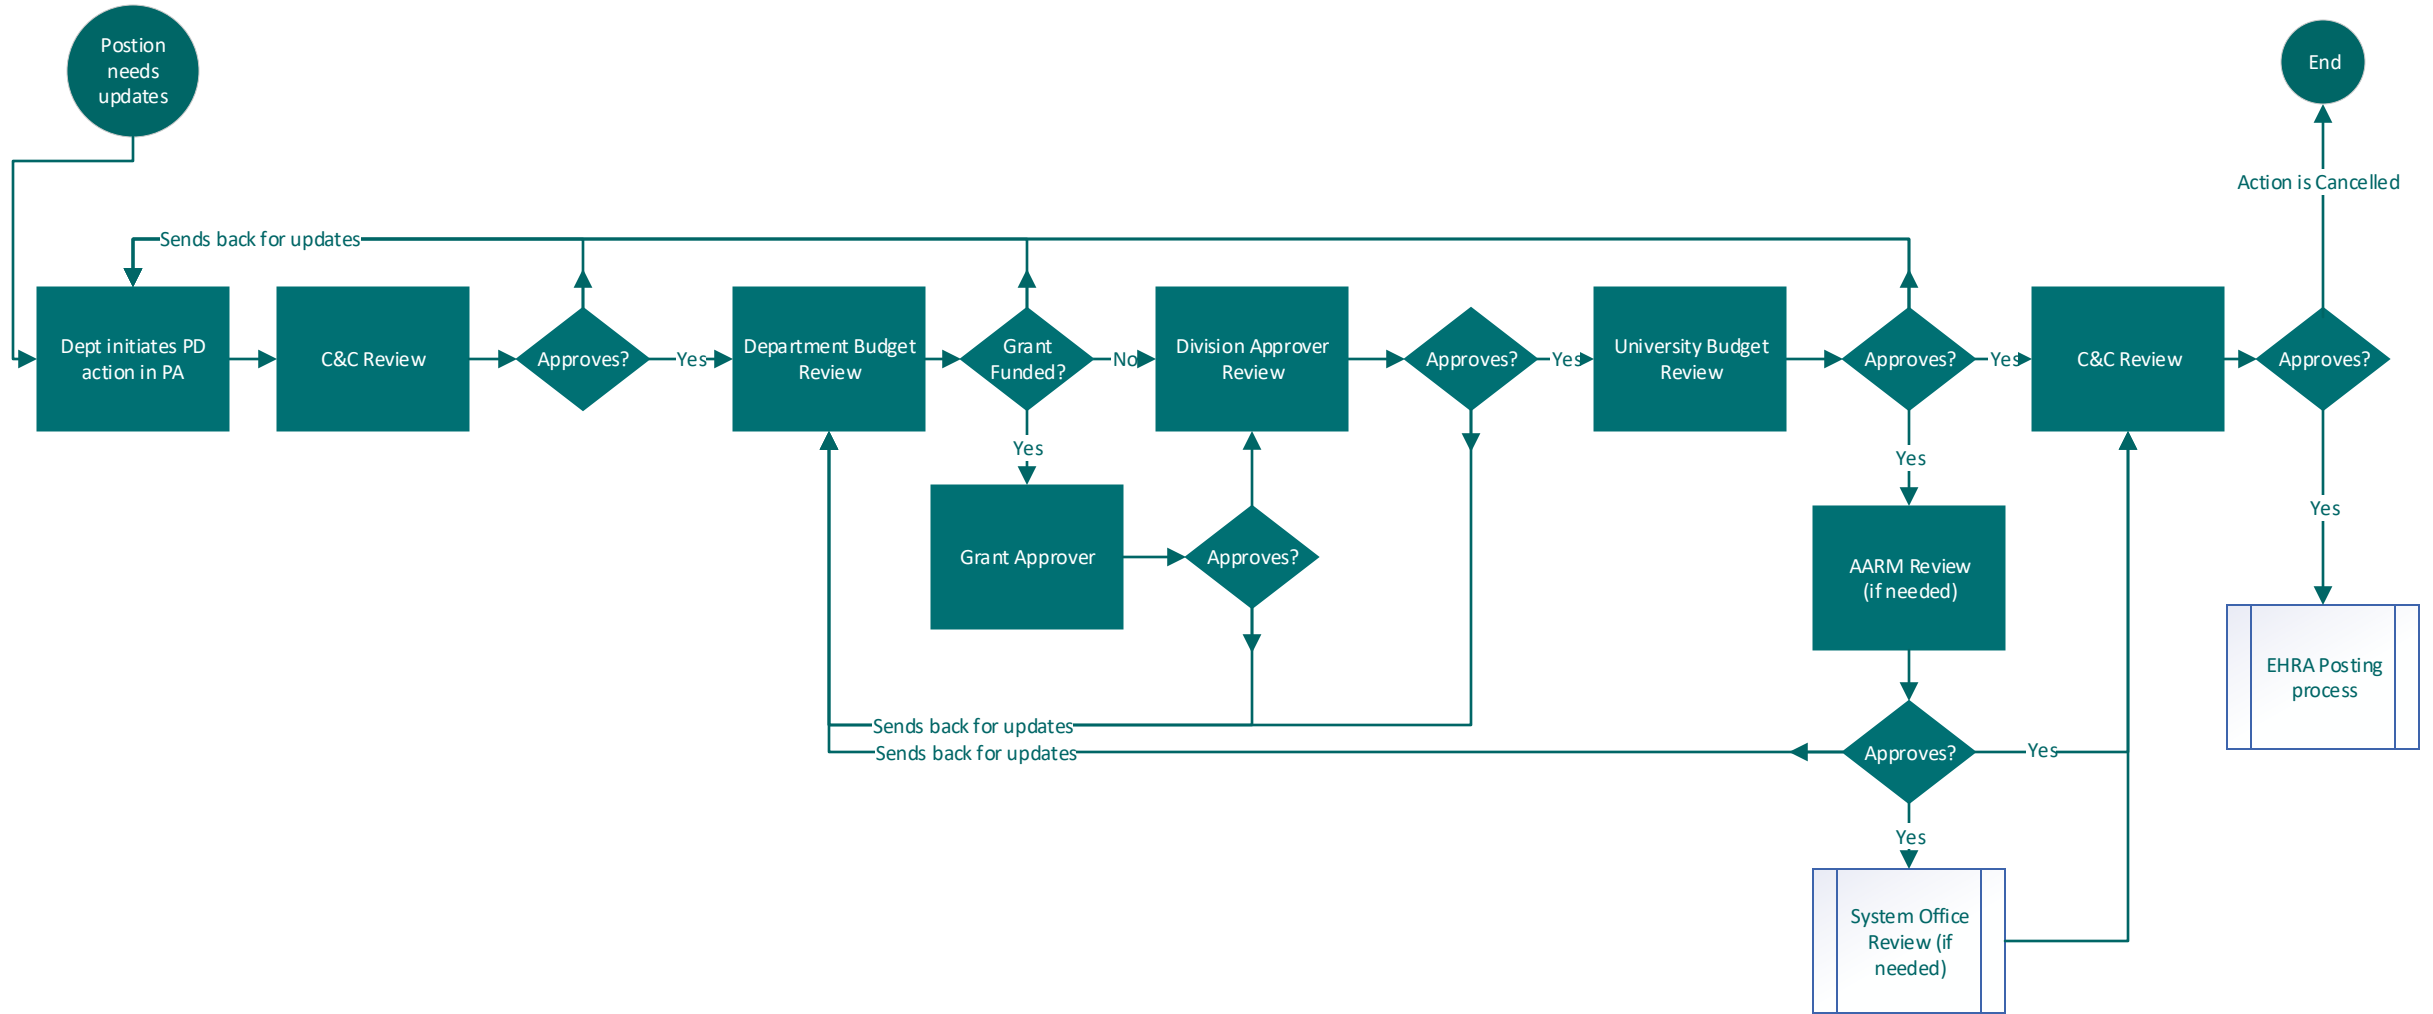 Postion
needs
updates
End
Action is Cancelled
Sends back for updates
Dept initiates PD
action in PA
C&C Review
Approves?
Yes
Department Budget
Review
Grant
Funded?
No
Division Approver
Review
Approves?
Yes
University Budget
Review
Approves?
Yes
C&C Review
Approves?
Yes
Yes
Yes
Grant Approver
Approves?
AARM Review
(if needed)
EHRA Posting
process
Sends back for updates
Sends back for updates
Approves?
Yes
Yes
System Office
Review (if
needed)